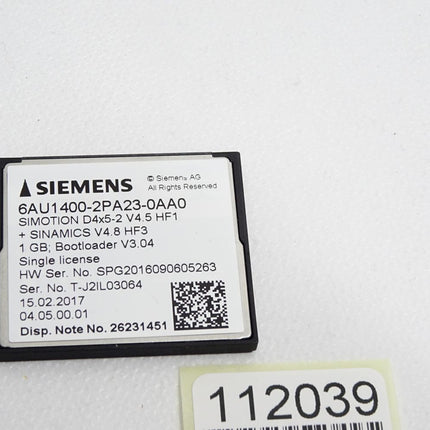 SIEMENS
© Siemens AG
All Rights Reserved
6AU1400-2PA23-0AA0
SIMOTION D4x5-2 V4.5 HF1
+ SINAMICS V4.8 HF3
1 GB; Bootloader V3.04
Single license
HW Ser. No. SPG2016090605263
Ser. No. T-J2IL03064
15.02.2017
04.05.00.01
Disp. Note No. 26231451
112039